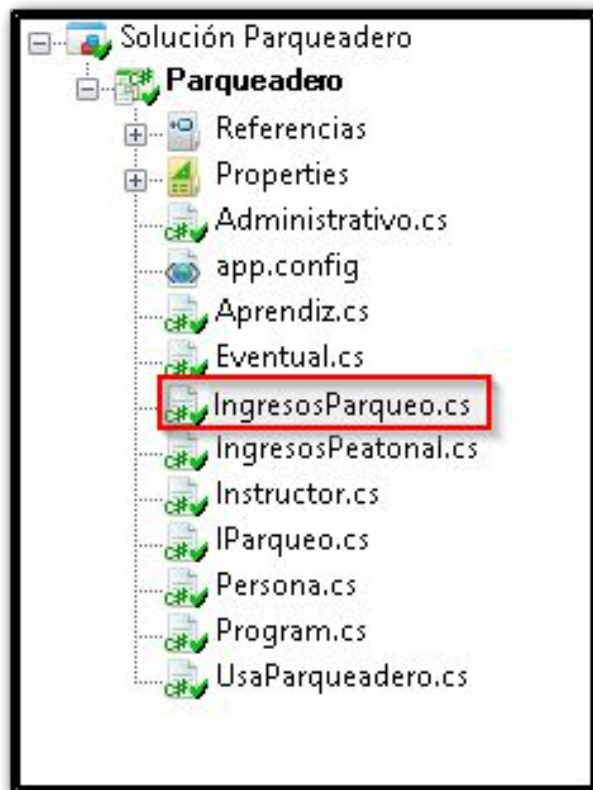 Solución Parqueadero
Parqueadero
Referencias
Properties
Administrativo.cs
app.config
Aprendiz.cs
Eventual.cs
IngresosParqueo.cs
IngresosPeatonal.cs
Instructor.cs
IParqueo.cs
Persona.cs
Program.cs
UsaParqueadero.cs